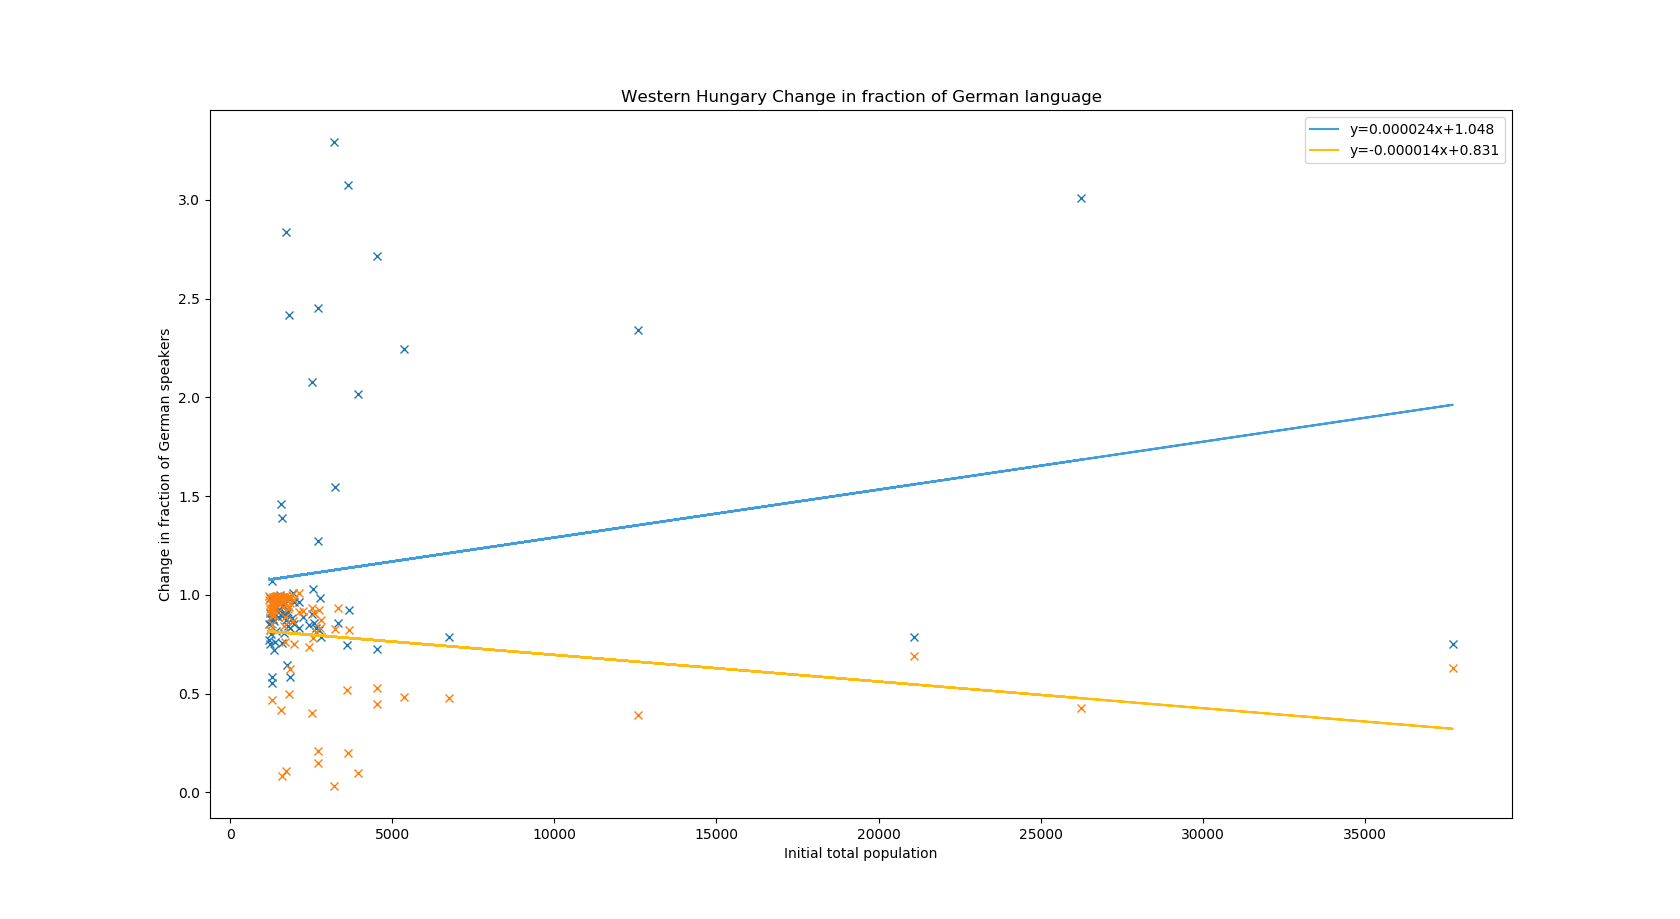 Western Hungary Change in fraction of German language
y=0.000024x+1.048
y=-0.000014x+0.831
Change in fraction of German speakers
3.0
2.5
2.0
1.5
1.0
0.5
0.0
0 5000 10000 15000 20000 25000 30000 35000
Initial total population